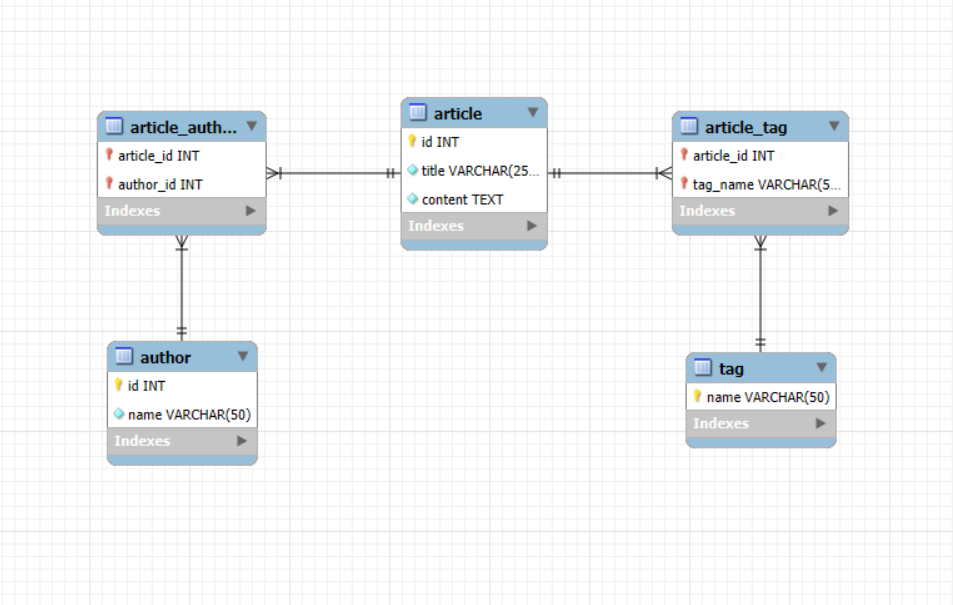 article_auth...
article_id INT
author_id INT
Indexes
article
id INT
title VARCHAR(25...
content TEXT
Indexes
article_tag
article_id INT
tag_name VARCHAR(5...
Indexes
author
id INT
name VARCHAR(50)
Indexes
tag
name VARCHAR(50)
Indexes